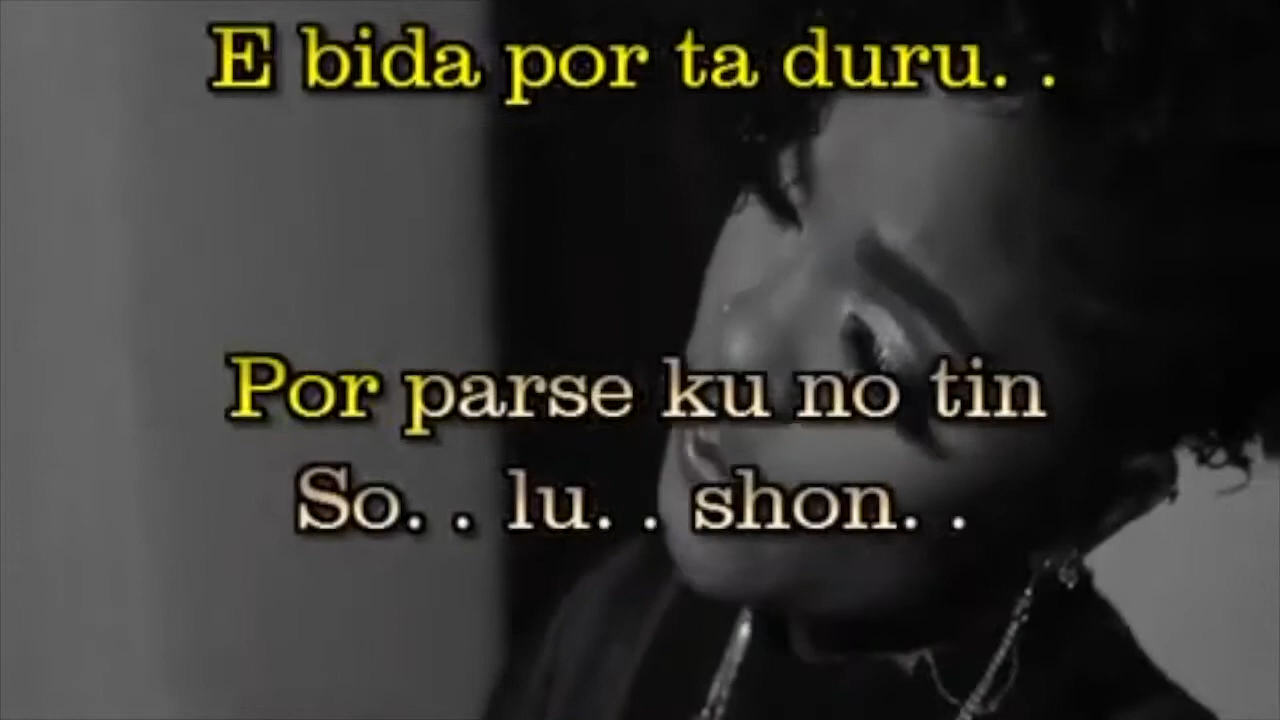 E bida por ta duru. .
Por parse ku no tin
So. . lu. . shon. .